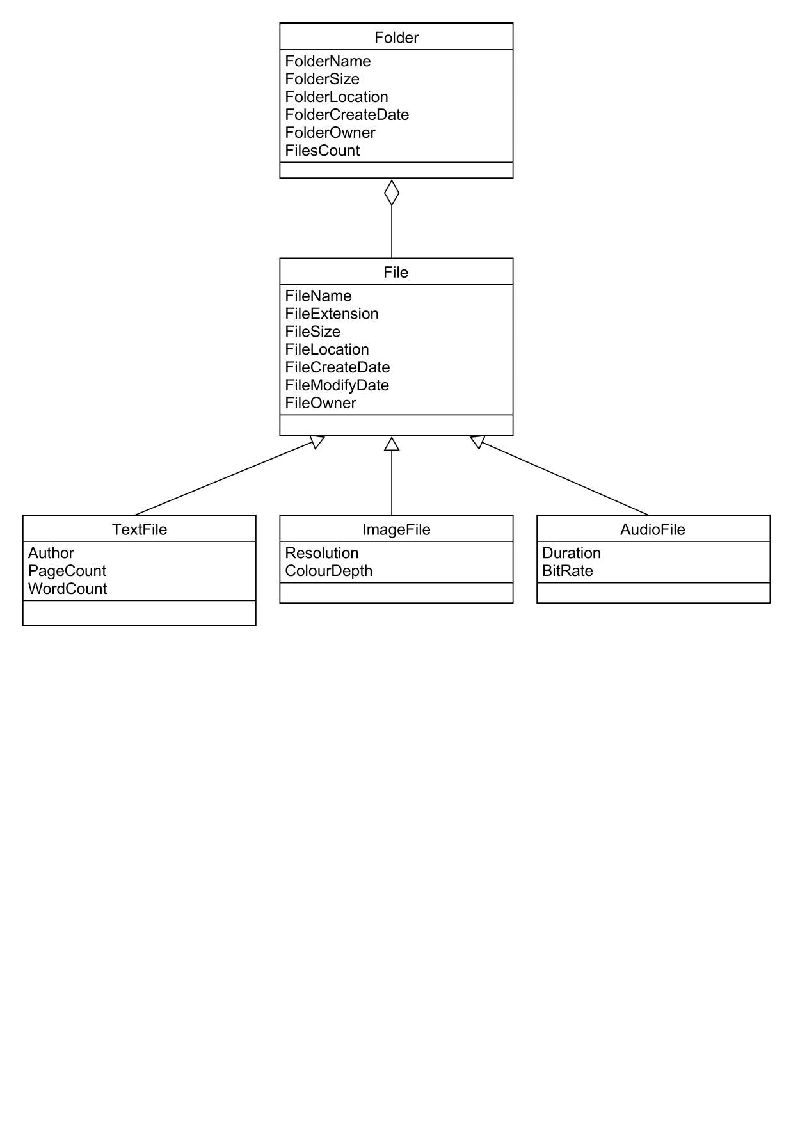 Folder
FolderName
FolderSize
FolderLocation
FolderCreateDate
FolderOwner
FilesCount
File
FileName
FileExtension
FileSize
FileLocation
FileCreateDate
FileModifyDate
FileOwner
TextFile
Author
PageCount
WordCount
ImageFile
Resolution
ColourDepth
AudioFile
Duration
BitRate